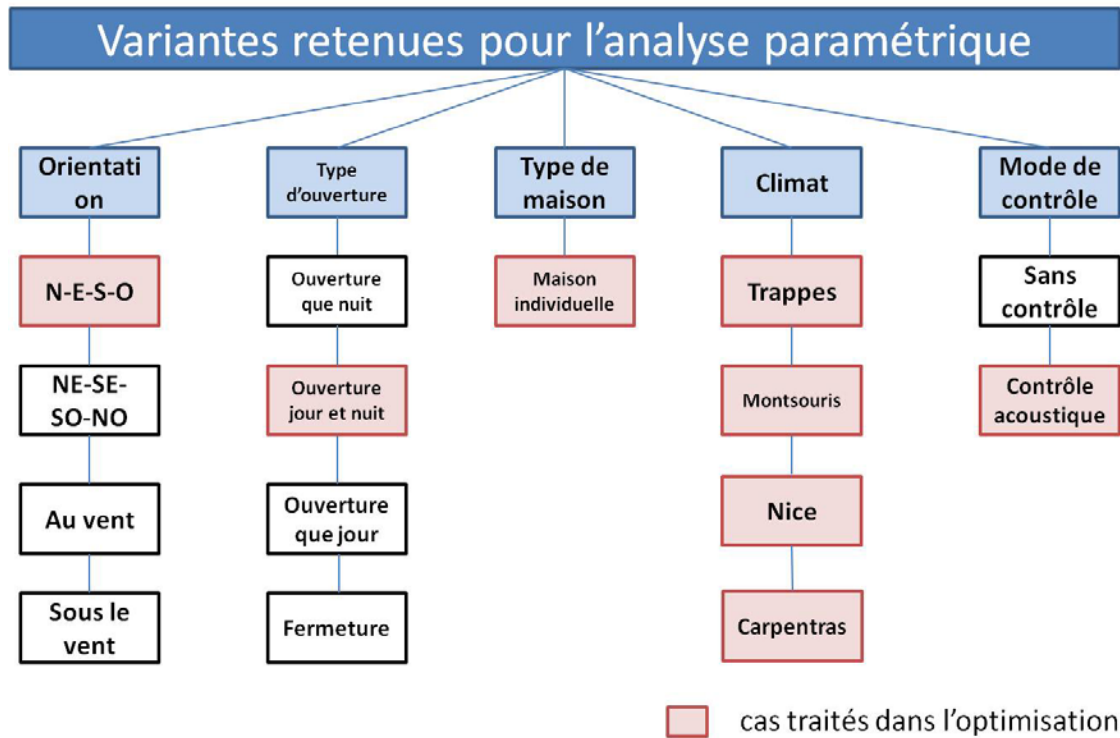 Variantes retenues pour l'analyse paramétrique
Orientati
on
Type
d'ouverture
Type de
maison
Climat
Mode de
contrôle
N-E-S-O
Ouverture
que nuit
Maison
individuelle
Trappes
Sans
contrôle
NE-SE-
SO-NO
Ouverture
jour et nuit
Montsouris
Contrôle
acoustique
Au vent
Ouverture
que jour
Nice
Sous le
vent
Fermeture
Carpentras
cas traités dans l'optimisation